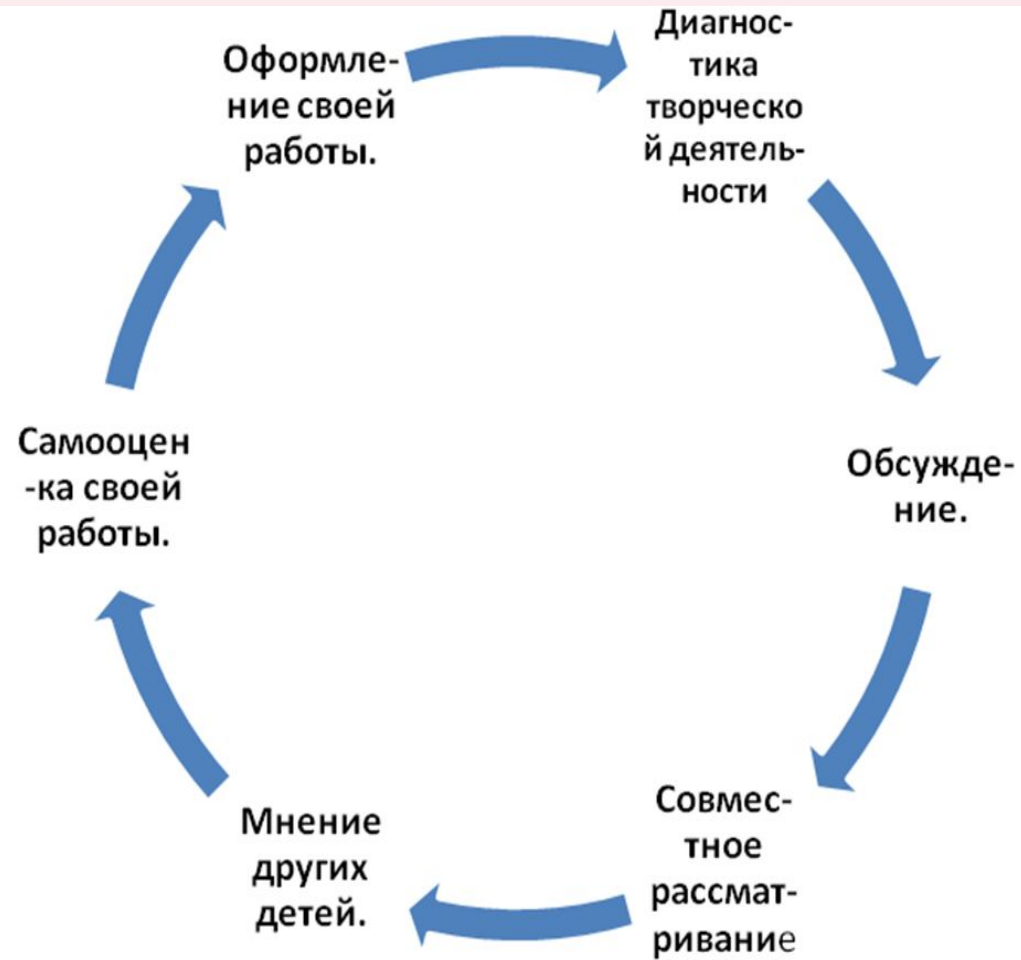 Диагнос-
тика
творческо
й деятель-
ности
Обсужде-
ние.
Совмес-
тное
рассмат-
ривание
Мнение
других
детей.
Самооцен
-ка своей
работы.
Оформле-
ние своей
работы.